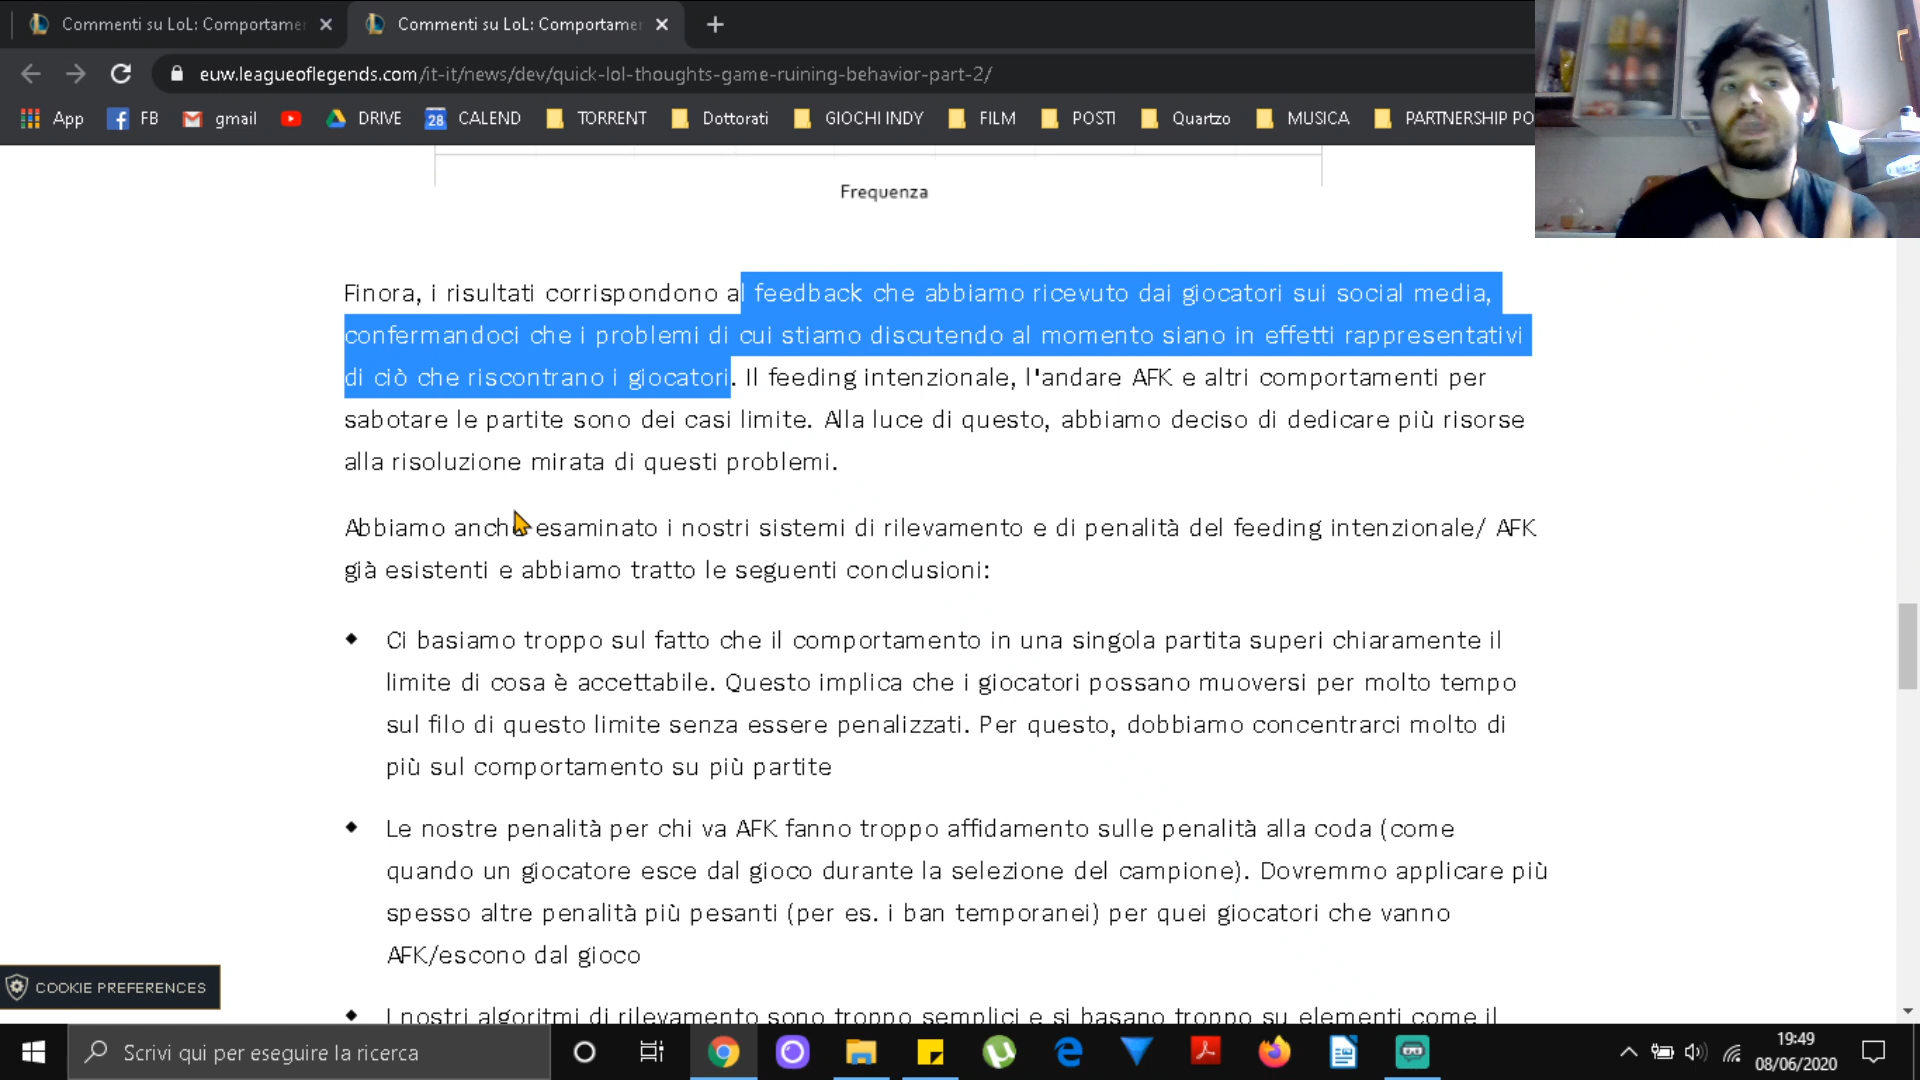 Commenti su LoL: Comportamen
Commenti su LoL: Comportamen
euw.leagueoflegends.com/it-it/news/dev/quick-lol-thoughts-game-ruining-behavior-part-2/
App FB gmail DRIVE 28 CALEND TORRENT Dottorati GIOCHI INDY FILM POSTI Quartzo MUSICA PARTNERSHIP PO
Frequenza
Finora, i risultati corrispondono al feedback che abbiamo ricevuto dai giocatori sui social media,
confermandoci che i problemi di cui stiamo discutendo al momento siano in effetti rappresentativi
di ciò che riscontrano i giocatori. Il feeding intenzionale, l'andare AFK e altri comportamenti per
sabotare le partite sono dei casi limite. Alla luce di questo, abbiamo deciso di dedicare più risorse
alla risoluzione mirata di questi problemi.
Abbiamo anche esaminato i nostri sistemi di rilevamento e di penalità del feeding intenzionale/ AFK
già esistenti e abbiamo tratto le seguenti conclusioni:
Ci basiamo troppo sul fatto che il comportamento in una singola partita superi chiaramente il
limite di cosa è accettabile. Questo implica che i giocatori possano muoversi per molto tempo
sul filo di questo limite senza essere penalizzati. Per questo, dobbiamo concentrarci molto di
più sul comportamento su più partite
Le nostre penalità per chi va AFK fanno troppo affidamento sulle penalità alla coda (come
quando un giocatore esce dal gioco durante la selezione del campione). Dovremmo applicare più
spesso altre penalità più pesanti (per es. i ban temporanei) per quei giocatori che vanno
AFK/escono dal gioco
I nostri algoritmi di rilevamento sono troppo semplici e si basano troppo su elementi come il
COOKIE PREFERENCES
Scrivi qui per eseguire la ricerca
19:49
08/06/2020